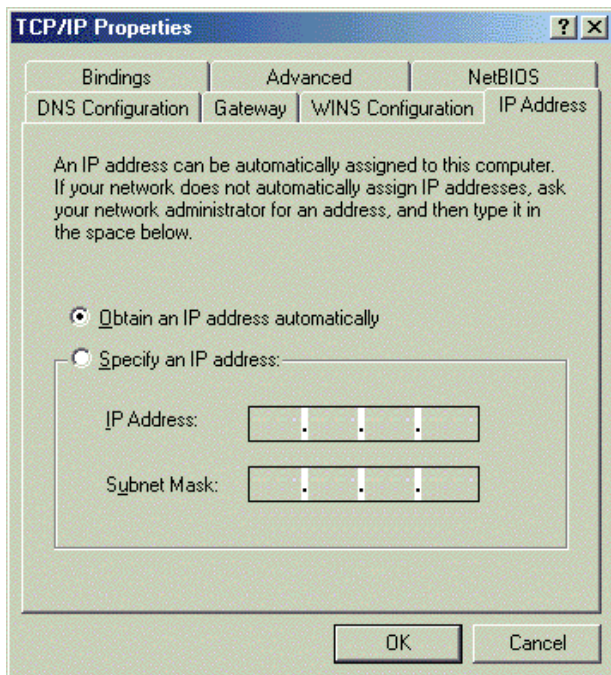 TCP/IP Properties
Bindings Advanced NetBIOS
DNS Configuration Gateway WINS Configuration IP Address
An IP address can be automatically assigned to this computer.
If your network does not automatically assign IP addresses, ask
your network administrator for an address, and then type it in
the space below.
Obtain an IP address automatically
Specify an IP address:
IP Address: . . .
Subnet Mask: . . .
OK Cancel